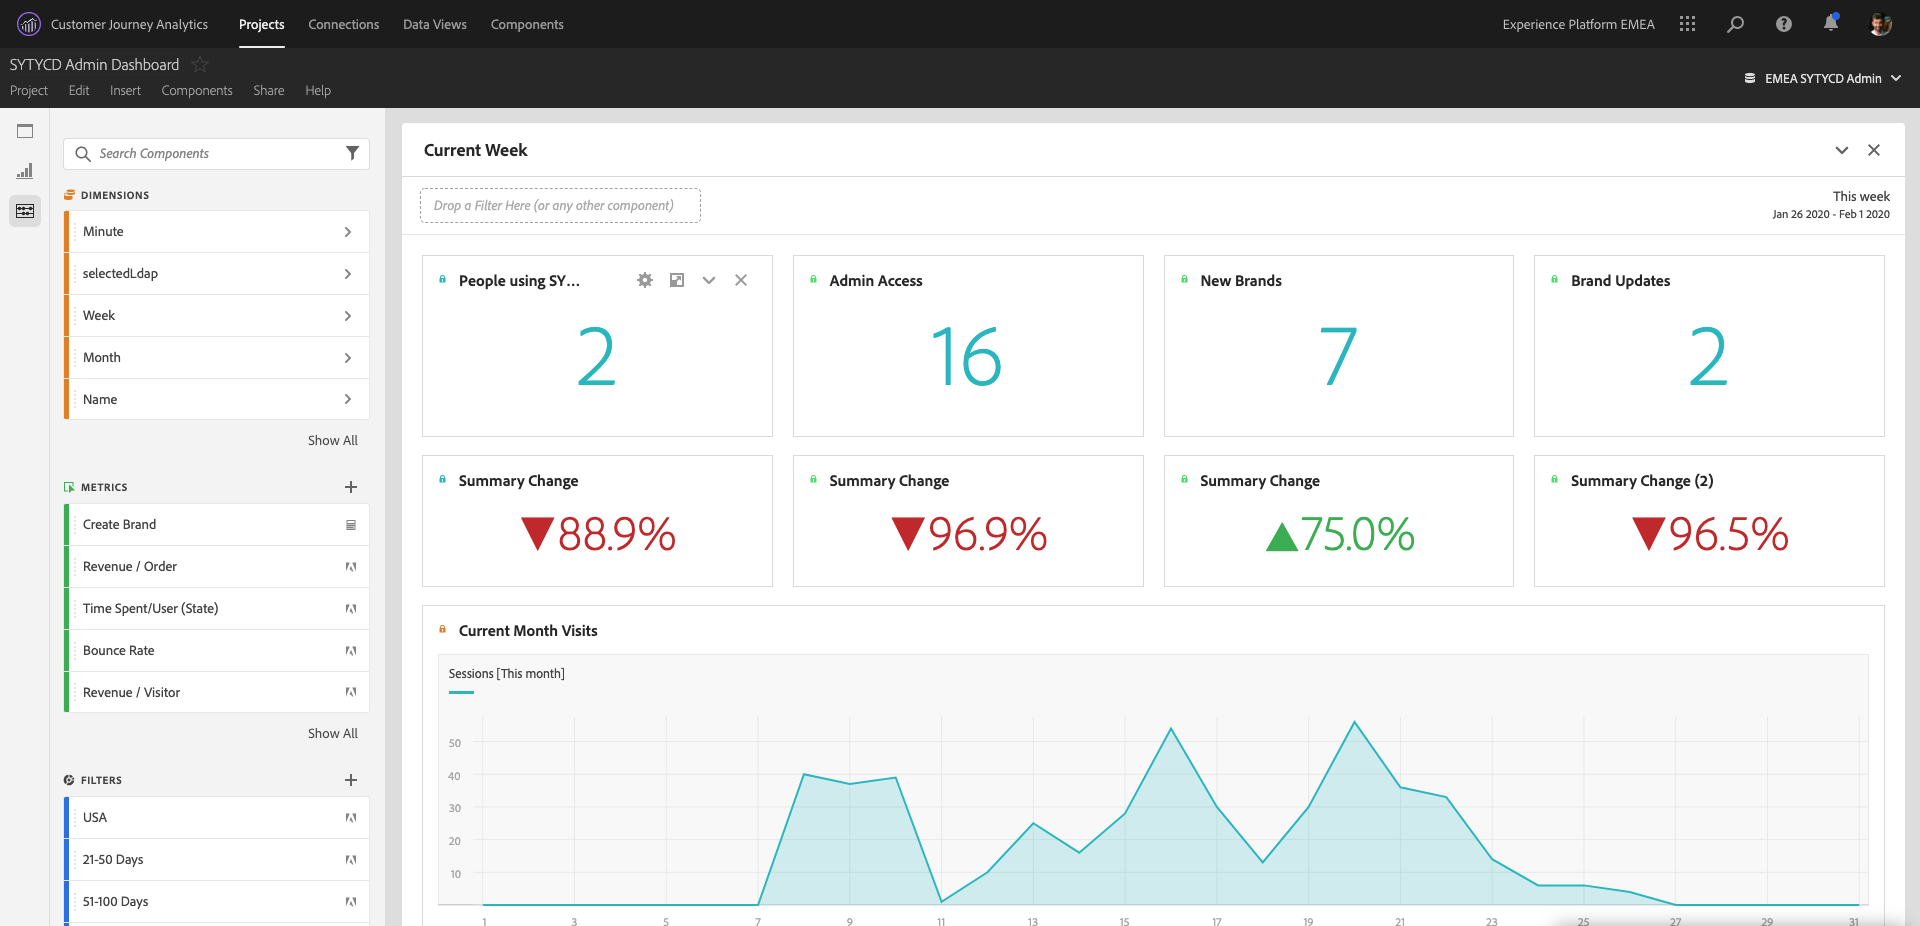 Customer Journey Analytics
Projects
Connections
Data Views
Components
Experience Platform EMEA
SYTYCD Admin Dashboard
Project
Edit
Insert
Components
Share
Help
EMEA SYTYCD Admin
Search Components
DIMENSIONS
Minute
selectedLdap
Week
Month
Name
Show All
METRICS
Create Brand
Revenue / Order
Time Spent/User (State)
Bounce Rate
Revenue / Visitor
Show All
FILTERS
USA
21-50 Days
51-100 Days
Current Week
Drop a Filter Here (or any other component)
This week
Jan 26 2020 - Feb 1 2020
People using SY...
2
Admin Access
16
New Brands
7
Brand Updates
2
Summary Change
▼88.9%
Summary Change
▼96.9%
Summary Change
▲75.0%
Summary Change (2)
▼96.5%
Current Month Visits
Sessions [This month]
50
40
30
20
10
1
3
5
7
9
11
13
15
17
19
21
23
25
27
29
31